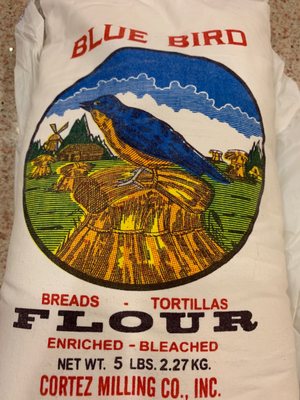 BLUE BIRD
BREADS - TORTILLAS
FLOUR
ENRICHED - BLEACHED
NET WT. 5 LBS. 2.27 KG.
CORTEZ MILLING CO., INC.